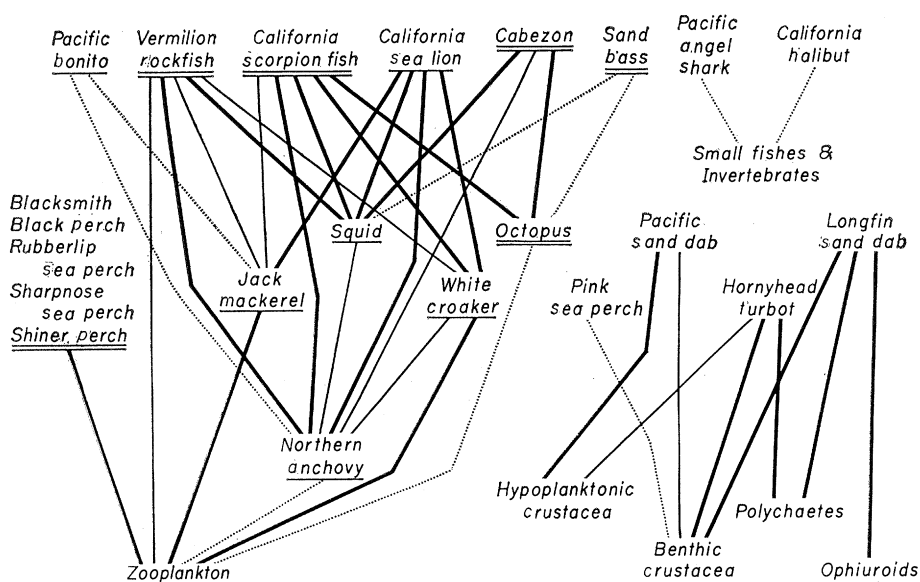 Pacific
bonito
Vermilion
rockfish
California
scorpion fish
California
sea lion
Cabezon
Sand
bass
Pacific
angel
shark
California
halibut
Small fishes &
Invertebrates
Blacksmith
Black perch
Rubberlip
sea perch
Sharpnose
sea perch
Shiner perch
Squid
Octopus
Jack
mackerel
White
croaker
Pacific
sand dab
Longfin
sand dab
Pink
sea perch
Hornyhead
turbot
Northern
anchovy
Hypoplanktonic
crustacea
Polychaetes
Zooplankton
Benthic
crustacea
Ophiuroids